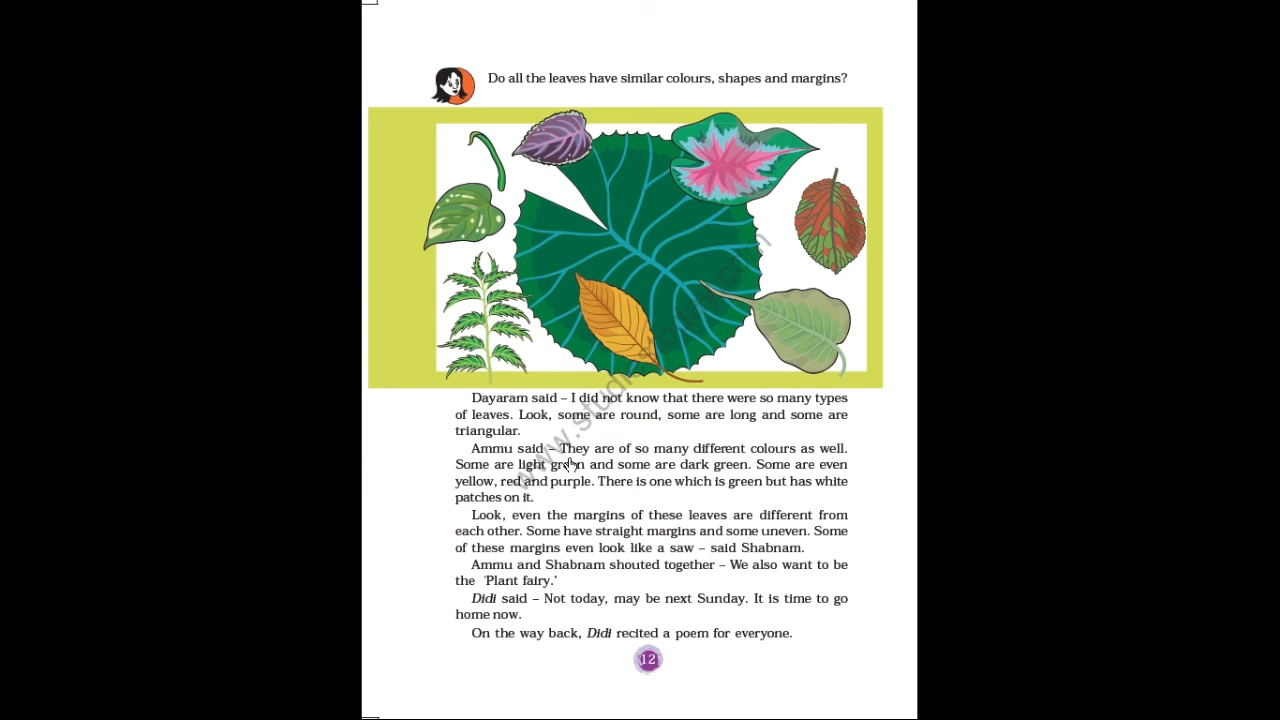 Do all the leaves have similar colours, shapes and margins?
Dayaram said – I did not know that there were so many types
of leaves. Look, some are round, some are long and some are
triangular.
Ammu said – They are of so many different colours as well.
Some are light green and some are dark green. Some are even
yellow, red and purple. There is one which is green but has white
patches on it.
Look, even the margins of these leaves are different from
each other. Some have straight margins and some uneven. Some
of these margins even look like a saw – said Shabnam.
Ammu and Shabnam shouted together – We also want to be
the 'Plant fairy.'
Didi said – Not today, may be next Sunday. It is time to go
home now.
On the way back, Didi recited a poem for everyone.
12